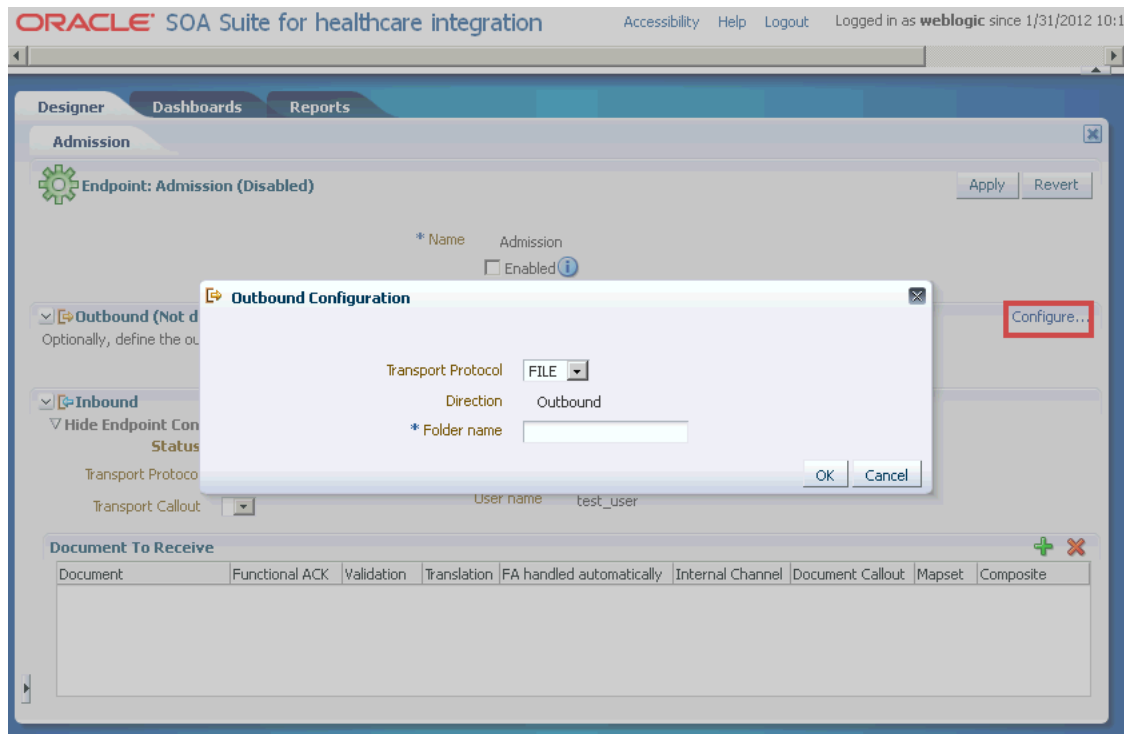 ORACLE SOA Suite for healthcare integration
Accessibility Help Logout Logged in as weblogic since 1/31/2012 10:1
Designer Dashboards Reports
Admission
Endpoint: Admission (Disabled)
Apply Revert
* Name Admission
Enabled
Outbound Configuration
Outbound (Not d
Configure...
Optionally, define the ou
Transport Protocol FILE
Direction Outbound
* Folder name
OK Cancel
Inbound
Hide Endpoint Con
Status
Transport Protoco
Transport Callout
User name test_user
Document To Receive
Document Functional ACK Validation Translation FA handled automatically Internal Channel Document Callout Mapset Composite